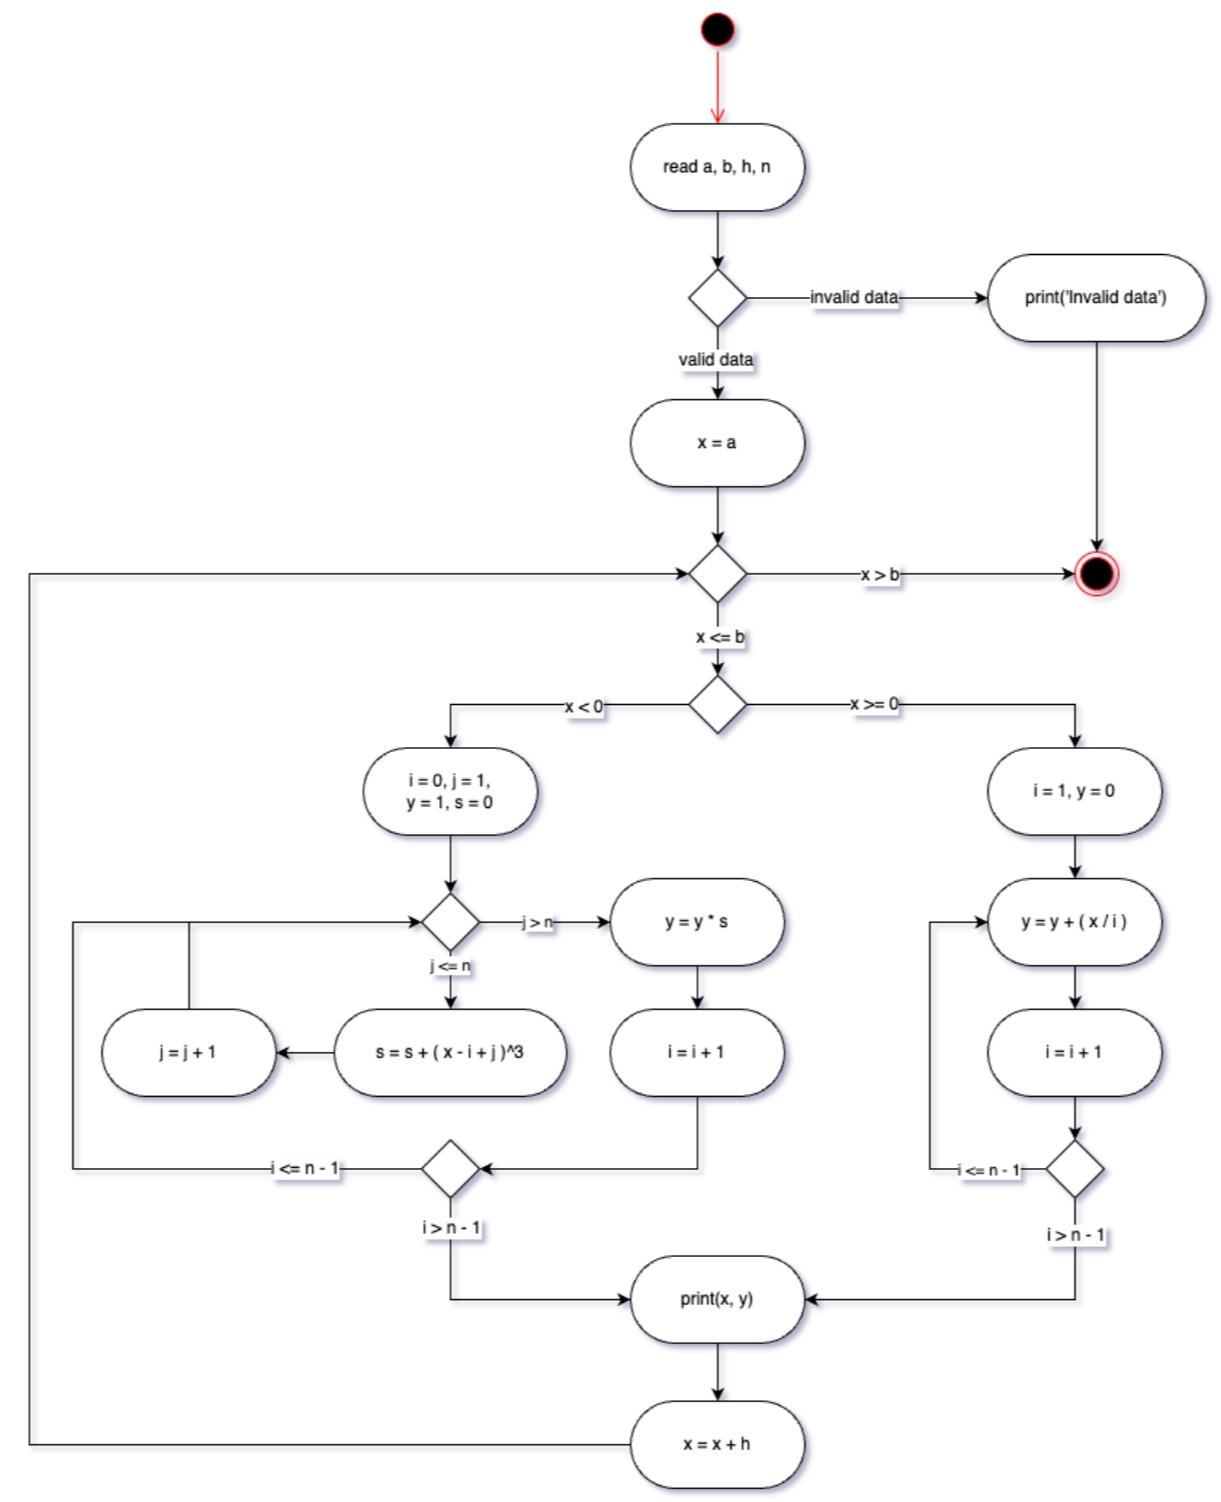 read a, b, h, n
invalid data
print('Invalid data')
valid data
x = a
x > b
x <= b
x < 0
x >= 0
i = 0, j = 1,
y = 1, s = 0
i = 1, y = 0
j > n
y = y * s
y = y + ( x / i )
j <= n
j = j + 1
s = s + ( x - i + j )^3
i = i + 1
i = i + 1
i <= n - 1
i <= n - 1
i > n - 1
i > n - 1
print(x, y)
x = x + h